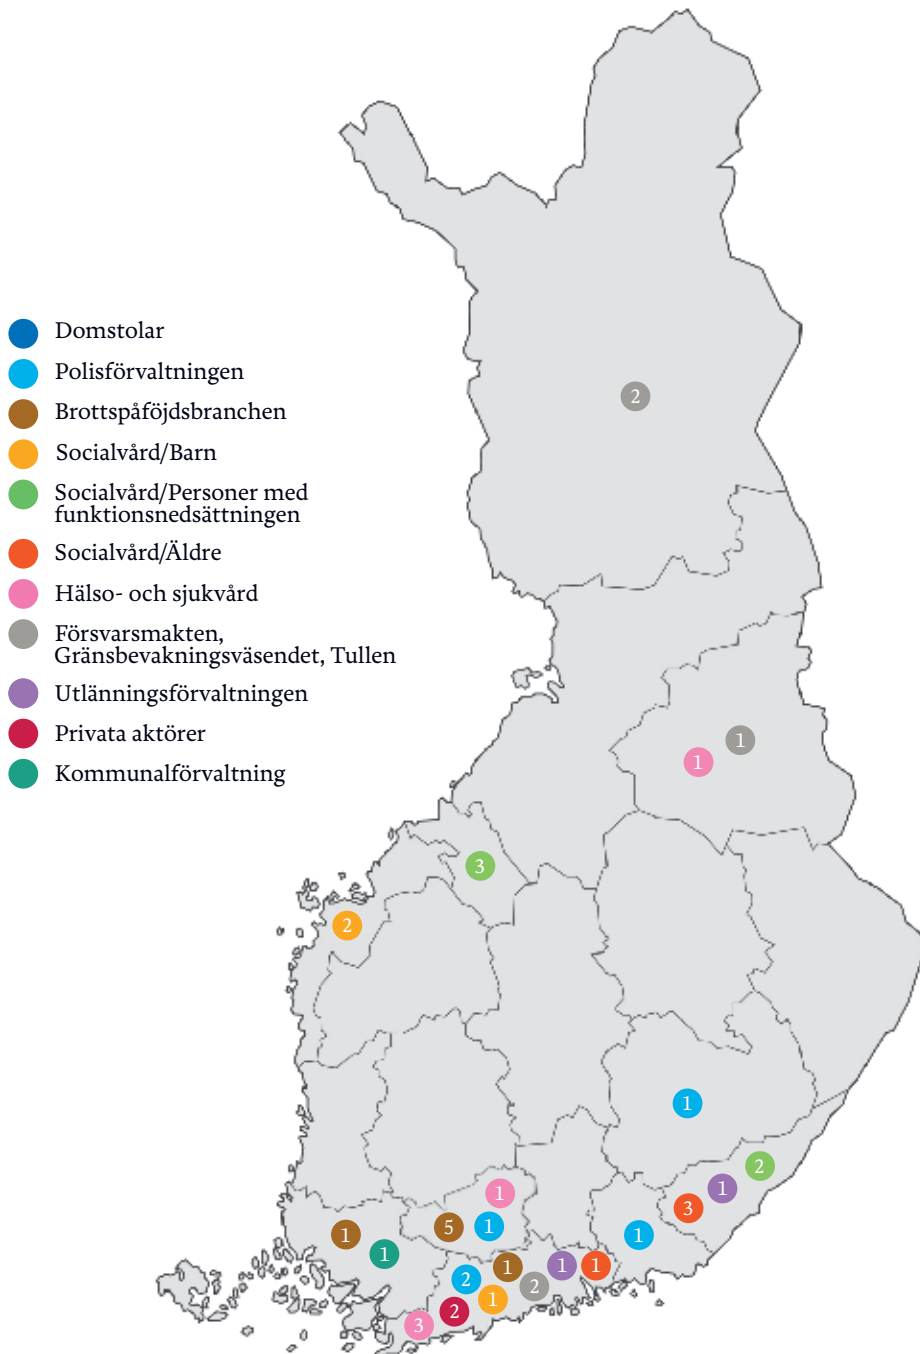 Domstolar
Polisförvaltningen
Brottspåföjdsbranchen
Socialvård/Barn
Socialvård/Personer med
funktionsnedsättningen
Socialvård/Äldre
Hälso- och sjukvård
Försvarsmakten,
Gränsbevakningsväsendet, Tullen
Utlänningsförvaltningen
Privata aktörer
Kommunalförvaltning
2
1
1
3
2
1
2
1
3
1
5
1
1
1
1
1
1
1
2
2
1
2
3